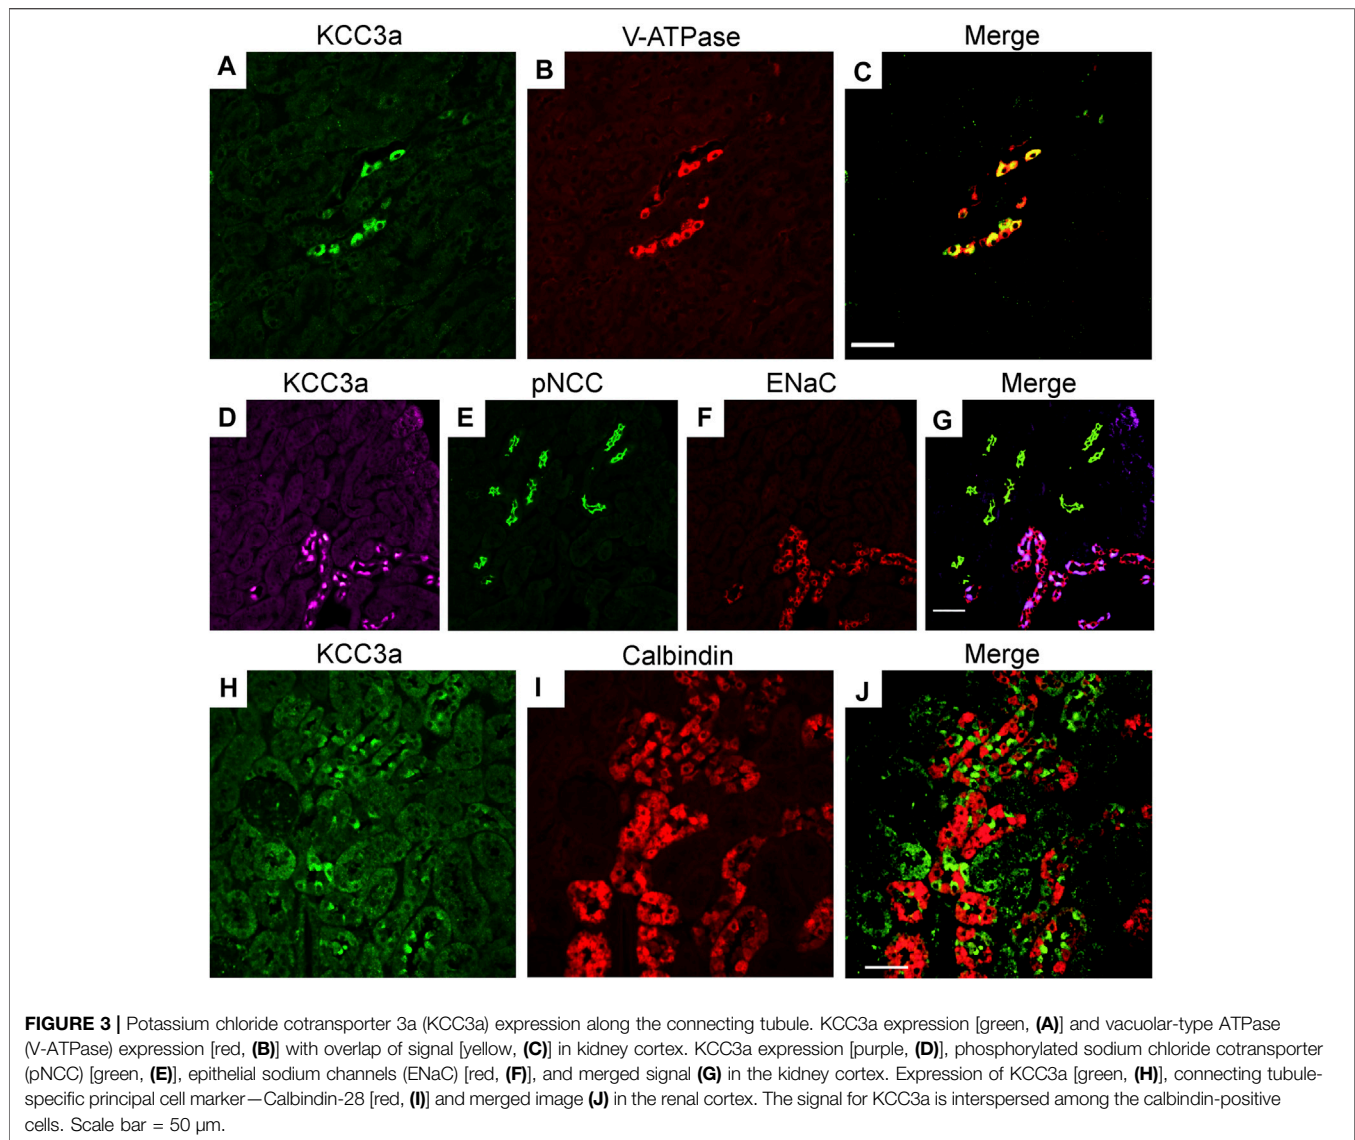 KCC3a V-ATPase Merge
A B C
KCC3a pNCC ENaC Merge
D E F G
KCC3a Calbindin Merge
H I J
FIGURE 3 | Potassium chloride cotransporter 3a (KCC3a) expression along the connecting tubule. KCC3a expression [green, (A)] and vacuolar-type ATPase
(V-ATPase) expression [red, (B)] with overlap of signal [yellow, (C)] in kidney cortex. KCC3a expression [purple, (D)], phosphorylated sodium chloride cotransporter
(pNCC) [green, (E)], epithelial sodium channels (ENaC) [red, (F)], and merged signal (G) in the kidney cortex. Expression of KCC3a [green, (H)], connecting tubule-
specific principal cell marker—Calbindin-28 [red, (I)] and merged image (J) in the renal cortex. The signal for KCC3a is interspersed among the calbindin-positive
cells. Scale bar = 50 μm.